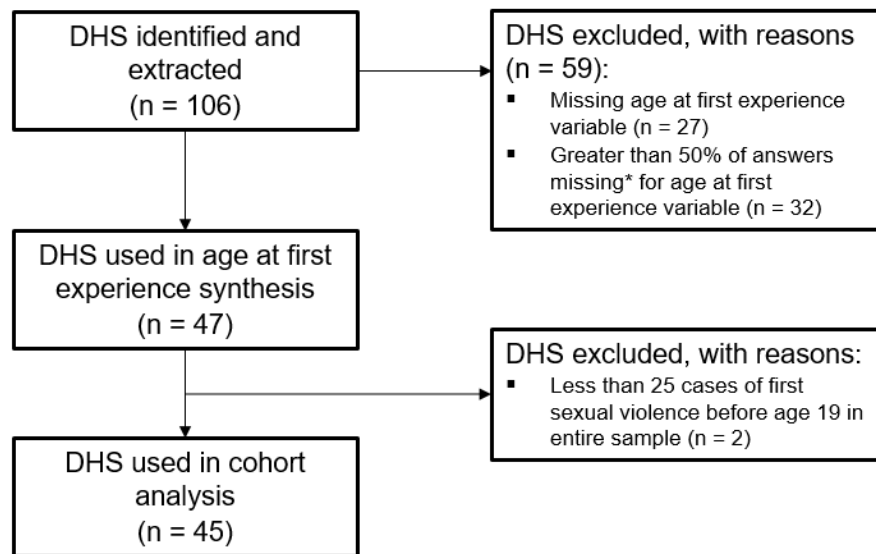 DHS identified and
extracted
(n = 106)
DHS excluded, with reasons
(n = 59):
▪ Missing age at first experience
variable (n = 27)
▪ Greater than 50% of answers
missing* for age at first
experience variable (n = 32)
DHS used in age at first
experience synthesis
(n = 47)
DHS excluded, with reasons:
▪ Less than 25 cases of first
sexual violence before age 19 in
entire sample (n = 2)
DHS used in cohort
analysis
(n = 45)